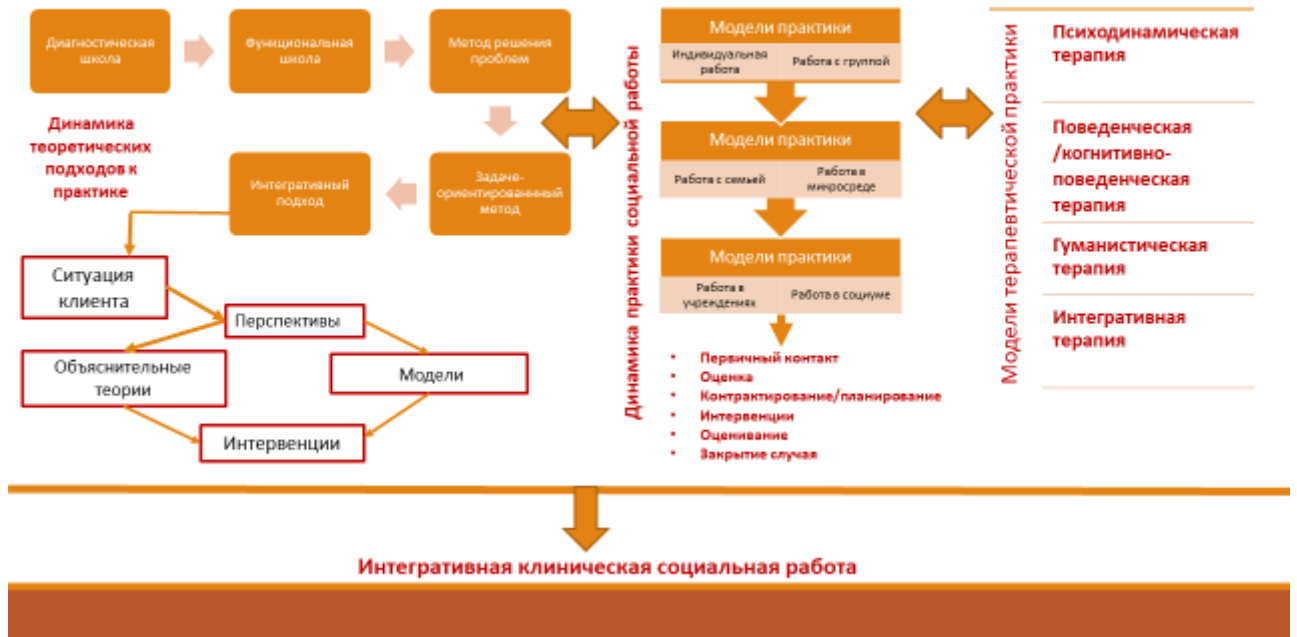 Диагностическая
школа
Функциональная
школа
Метод решения
проблем
Динамика
теоретических
подходов к
практике
Интегративный
подход
Задаче-
ориентированнный
метод
Ситуация
клиента
Перспективы
Объяснительные
теории
Модели
Интервенции
Динамика практики социальной работы
Модели практики
Индивидуальная
работа
Работа с группой
Модели практики
Работа с семьей
Работа в
микросреде
Модели практики
Работа в
учреждениях
Работа в социуме
• Первичный контакт
• Оценка
• Контрактирование/планирование
• Интервенции
• Оценивание
• Закрытие случая
Модели терапевтической практики
Психодинамическая
терапия
Поведенческая
/когнитивно-
поведенческая
терапия
Гуманистическая
терапия
Интегративная
терапия
Интегративная клиническая социальная работа